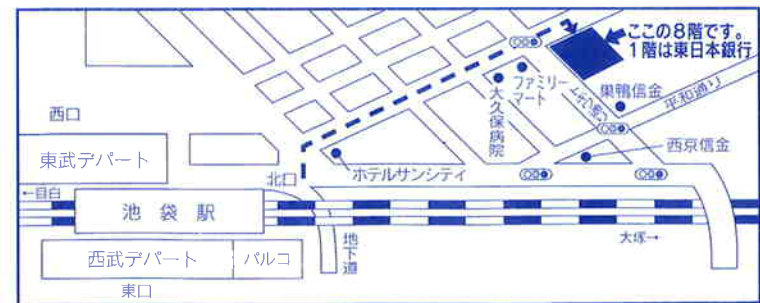 ここの8階です。
1階は東日本銀行
ファミリー
マート
大久保病院
巣鴨信金
平和通り
西口
東武デパート
西京信金
ホテルサンシティ
北口
←目白
池袋駅
大塚→
地下道
西武デパート
パルコ
東口